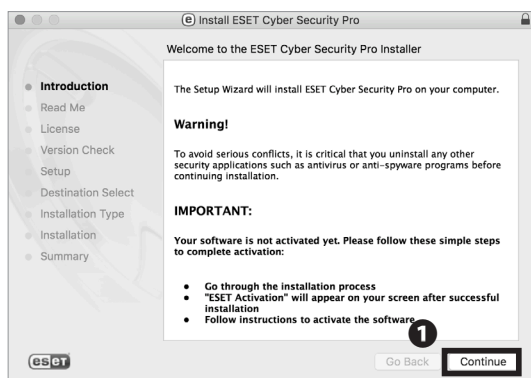 e Install ESET Cyber Security Pro
Welcome to the ESET Cyber Security Pro Installer
Introduction
Read Me
License
Version Check
Setup
Destination Select
Installation Type
Installation
Summary
The Setup Wizard will install ESET Cyber Security Pro on your computer.
Warning!
To avoid serious conflicts, it is critical that you uninstall any other
security applications such as antivirus or anti-spyware programs before
continuing installation.
IMPORTANT:
Your software is not activated yet. Please follow these simple steps
to complete activation:
• Go through the installation process
• "ESET Activation" will appear on your screen after successful
installation
• Follow instructions to activate the software
1
eset
Go Back
Continue